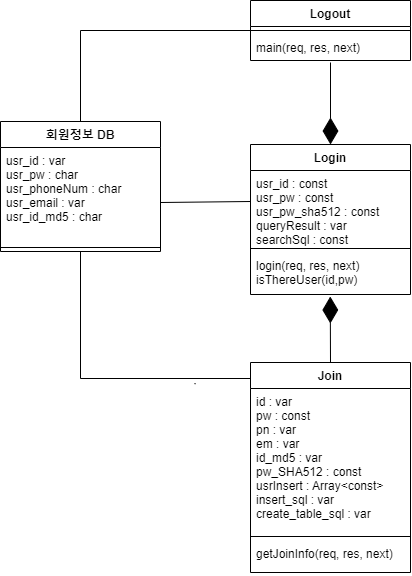 Logout
main(req, res, next)
회원정보 DB
usr_id : var
usr_pw : char
usr_phoneNum : char
usr_email : var
usr_id_md5 : char
Login
usr_id : const
usr_pw : const
usr_pw_sha512 : const
queryResult : var
searchSql : const
login(req, res, next)
isThereUser(id,pw)
Join
id : var
pw : const
pn : var
em : var
id_md5 : var
pw_SHA512 : const
usrInsert : Array<const>
insert_sql : var
create_table_sql : var
getJoinInfo(req, res, next)